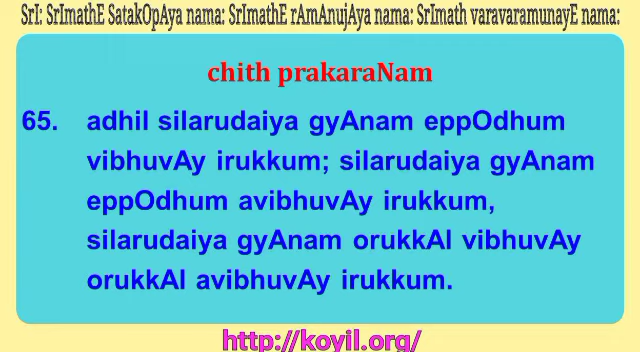 SrI: SrImathE SatakOpAya nama: SrImathE rAmAnujAya nama: SrImath varavaramunayE nama:
chith prakaraNam
65. adhil silarudaiya gyAnam eppOdhum
vibhuvAy irukkum; silarudaiya gyAnam
eppOdhum avibhuvAy irukkum,
silarudaiya gyAnam orukkAl vibhuvAy
orukkAl avibhuvAy irukkum.
http://koyil.org/